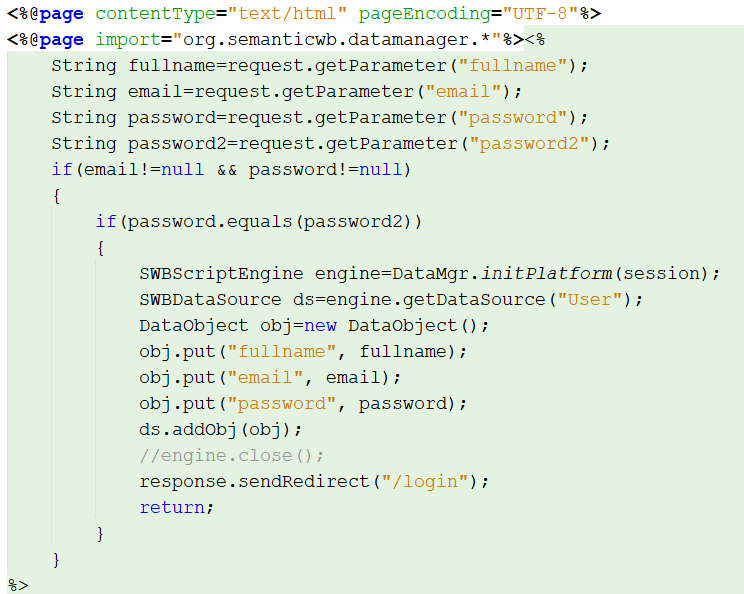 <%@page contentType="text/html" pageEncoding="UTF-8"%>
<%@page import="org.semanticwb.datamanager.*"%><%
    String fullname=request.getParameter("fullname");
    String email=request.getParameter("email");
    String password=request.getParameter("password");
    String password2=request.getParameter("password2");
    if(email!=null && password!=null)
    {
        if(password.equals(password2))
        {
            SWBScriptEngine engine=DataMgr.initPlatform(session);
            SWBDataSource ds=engine.getDataSource("User");
            DataObject obj=new DataObject();
            obj.put("fullname", fullname);
            obj.put("email", email);
            obj.put("password", password);
            ds.addObj(obj);
            //engine.close();
            response.sendRedirect("/login");
            return;
        }
    }
%>